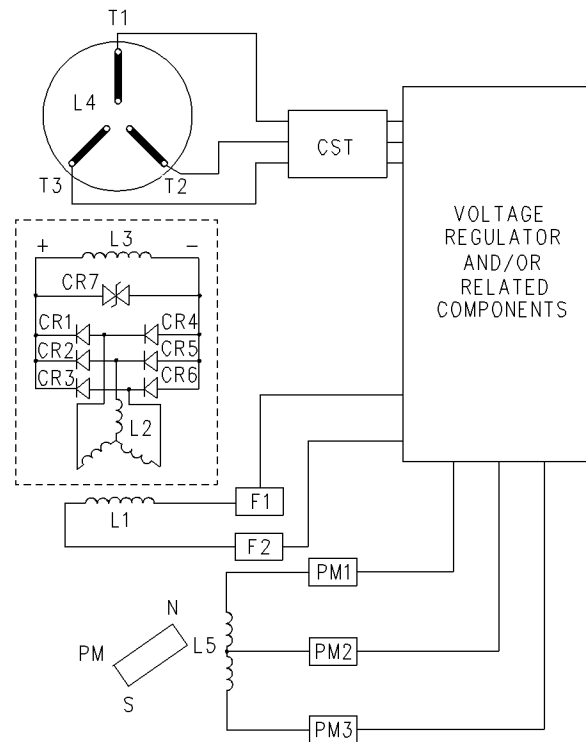 T1
L4
T3
T2
CST
VOLTAGE
REGULATOR
AND/OR
RELATED
COMPONENTS
+ L3 −
CR7
CR1 CR4
CR2 CR5
CR3 CR6
L2
L1
F1
F2
PM1
N
PM L5 PM2
S
PM3